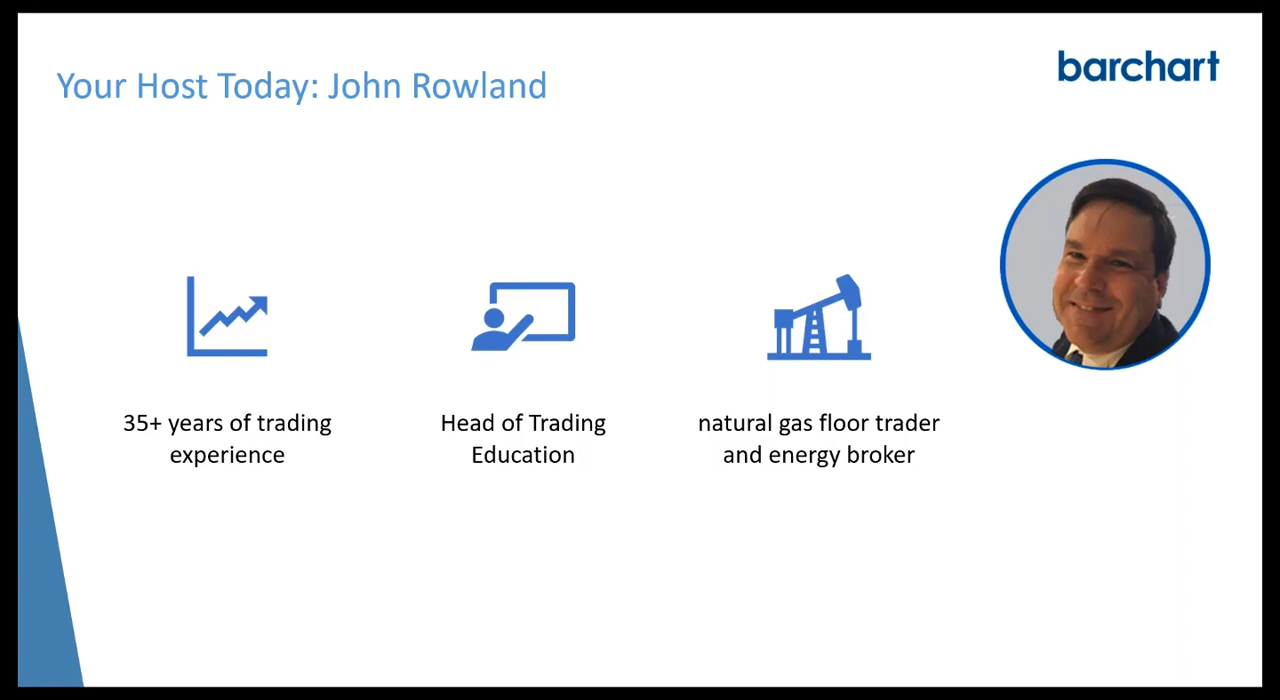 Your Host Today: John Rowland
barchart
35+ years of trading
experience
Head of Trading
Education
natural gas floor trader
and energy broker